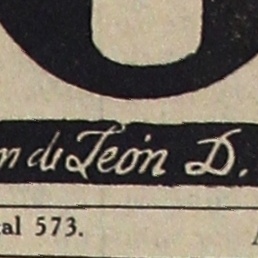 n de León D.
al 573.